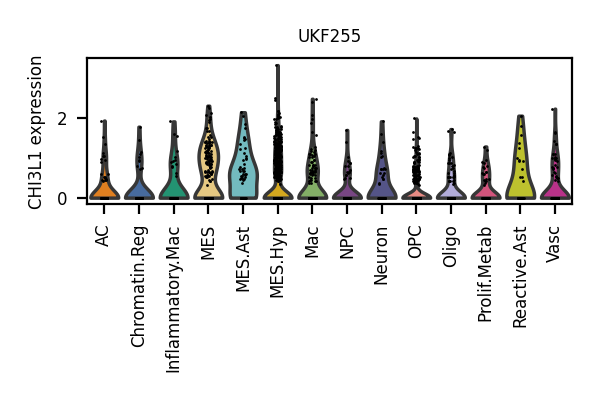 UKF255
CHI3L1 expression
2
0
AC
Chromatin.Reg
Inflammatory.Mac
MES
MES.Ast
MES.Hyp
Mac
NPC
Neuron
OPC
Oligo
Prolif.Metab
Reactive.Ast
Vasc